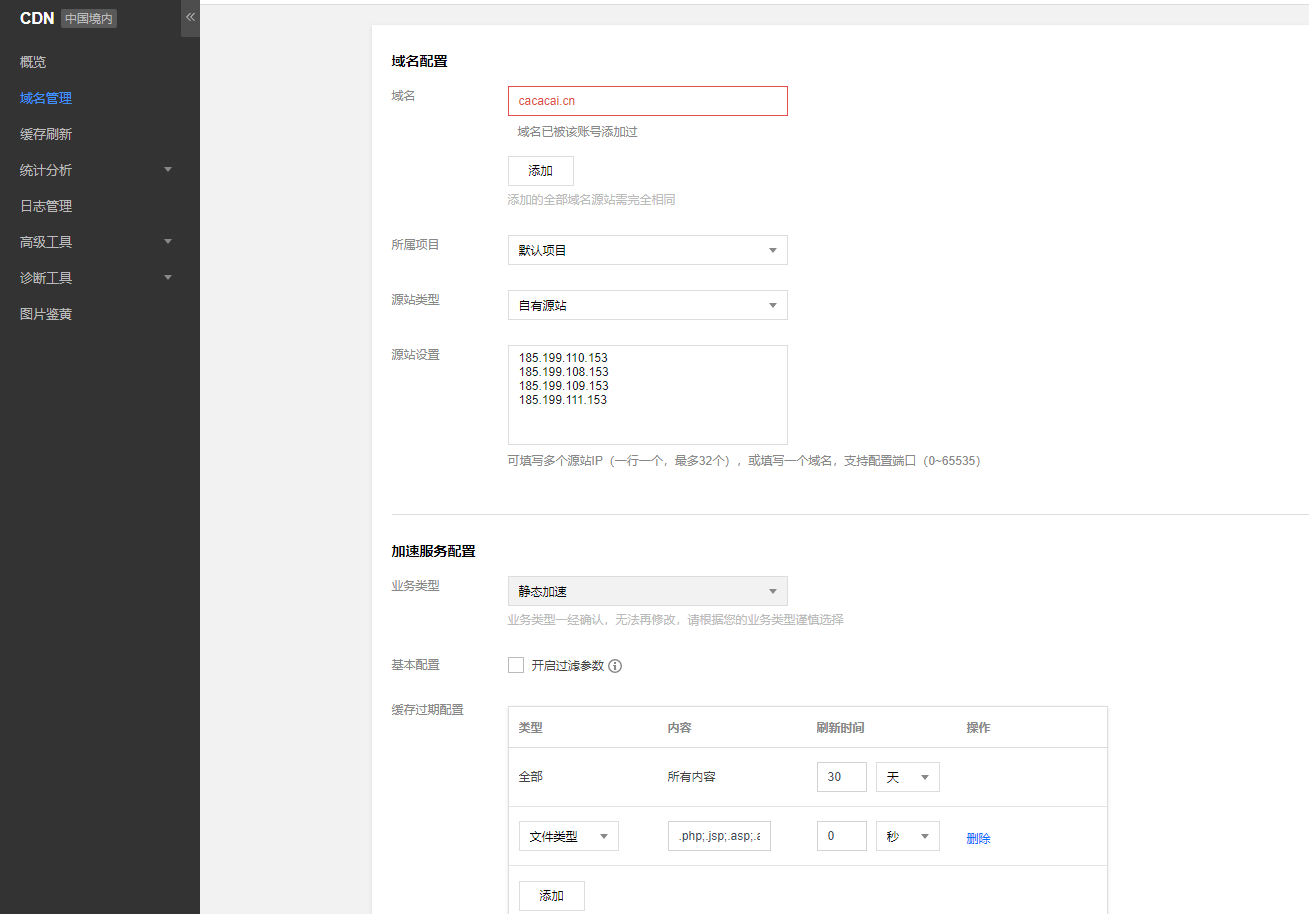 CDN 中国境内
概览
域名管理
缓存刷新
统计分析
日志管理
高级工具
诊断工具
图片鉴黄
域名配置
域名
cacacai.cn
域名已被该账号添加过
添加
添加的全部域名源站需完全相同
所属项目
默认项目
源站类型
自有源站
源站设置
185.199.110.153
185.199.108.153
185.199.109.153
185.199.111.153
可填写多个源站IP（一行一个，最多32个），或填写一个域名，支持配置端口（0~65535）
加速服务配置
业务类型
静态加速
业务类型一经确认，无法再修改，请根据您的业务类型谨慎选择
基本配置
开启过滤参数
缓存过期配置
类型 内容 刷新时间 操作
全部 所有内容 30 天
文件类型 .php;.jsp;.asp;.a 0 秒 删除
添加